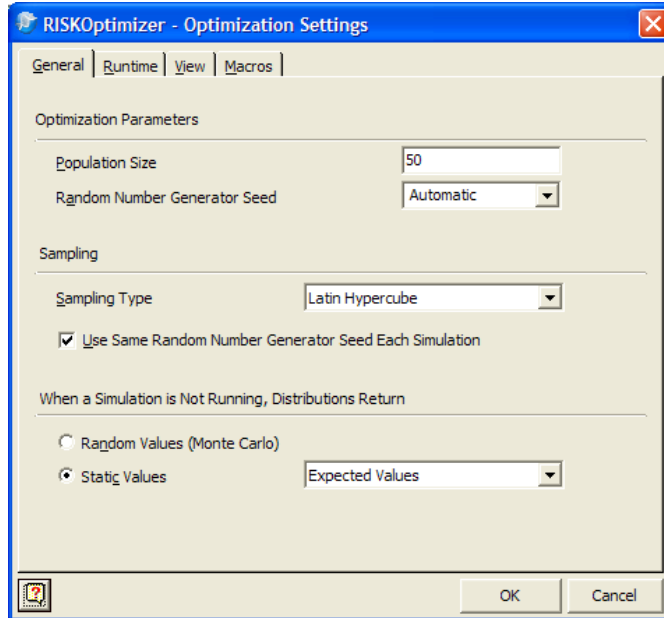 RISKOptimizer - Optimization Settings
General Runtime View Macros
Optimization Parameters
Population Size 50
Random Number Generator Seed Automatic
Sampling
Sampling Type Latin Hypercube
Use Same Random Number Generator Seed Each Simulation
When a Simulation is Not Running, Distributions Return
Random Values (Monte Carlo)
Static Values Expected Values
? OK Cancel